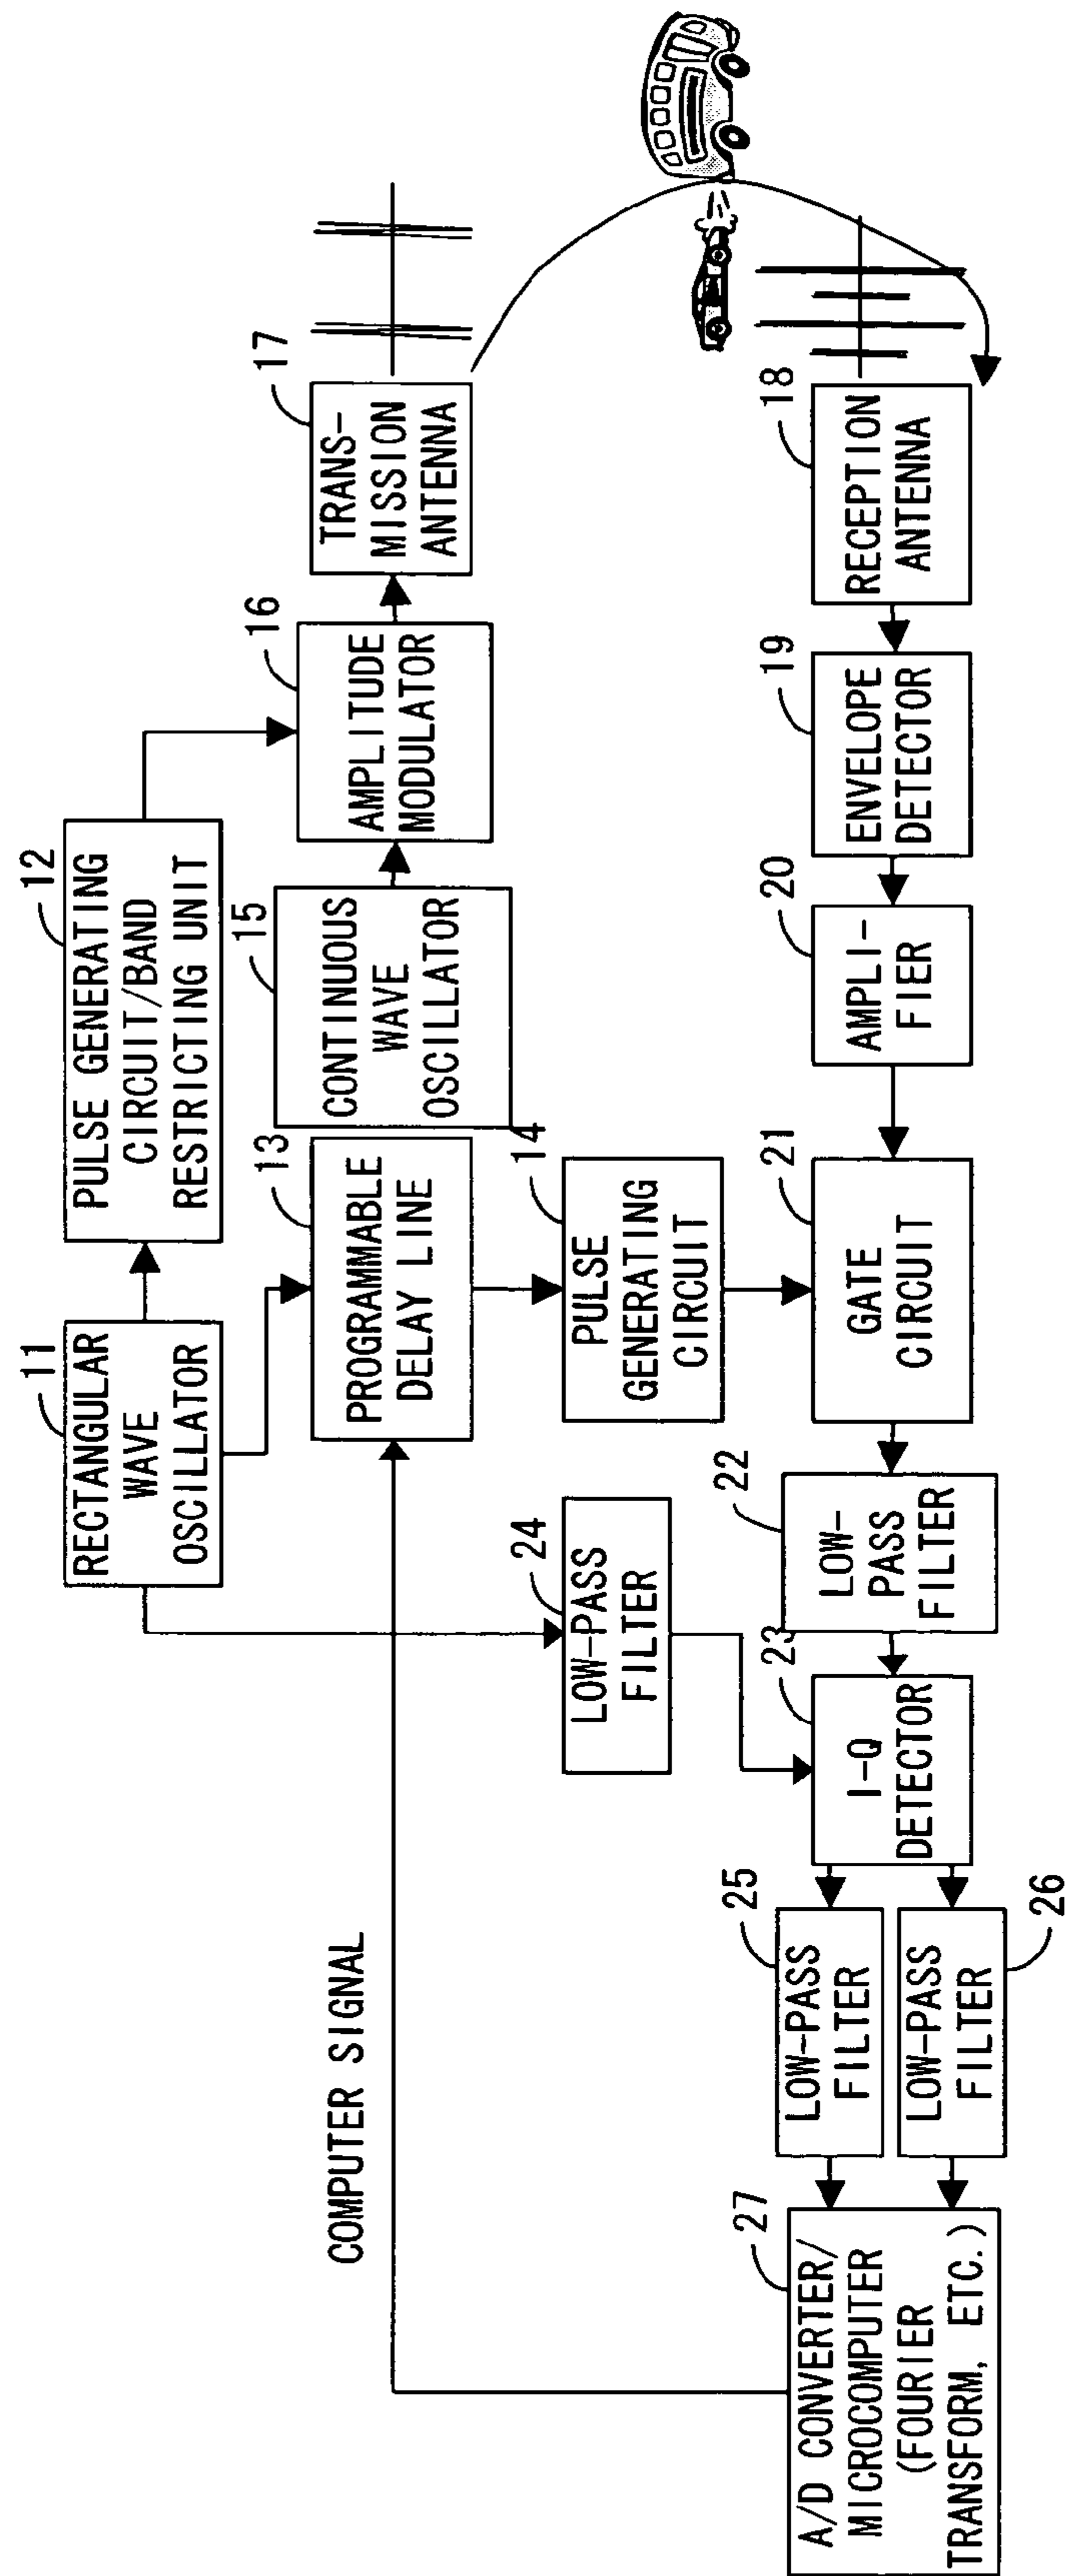 11
RECTANGULAR
WAVE
OSCILLATOR
12
PULSE GENERATING
CIRCUIT/BAND
RESTRICTING UNIT
13
PROGRAMMABLE
DELAY LINE
15
CONTINUOUS
WAVE
OSCILLATOR
16
AMPLITUDE
MODULATOR
17
TRANS-
MISSION
ANTENNA
COMPUTER SIGNAL
24
LOW-PASS
FILTER
14
PULSE
GENERATING
CIRCUIT
27
A/D CONVERTER/
MICROCOMPUTER
(FOURIER
TRANSFORM, ETC.)
25
LOW-PASS
FILTER
26
LOW-PASS
FILTER
23
I-Q
DETECTOR
22
LOW-
PASS
FILTER
21
GATE
CIRCUIT
20
AMPLI-
FIER
19
ENVELOPE
DETECTOR
18
RECEPTION
ANTENNA